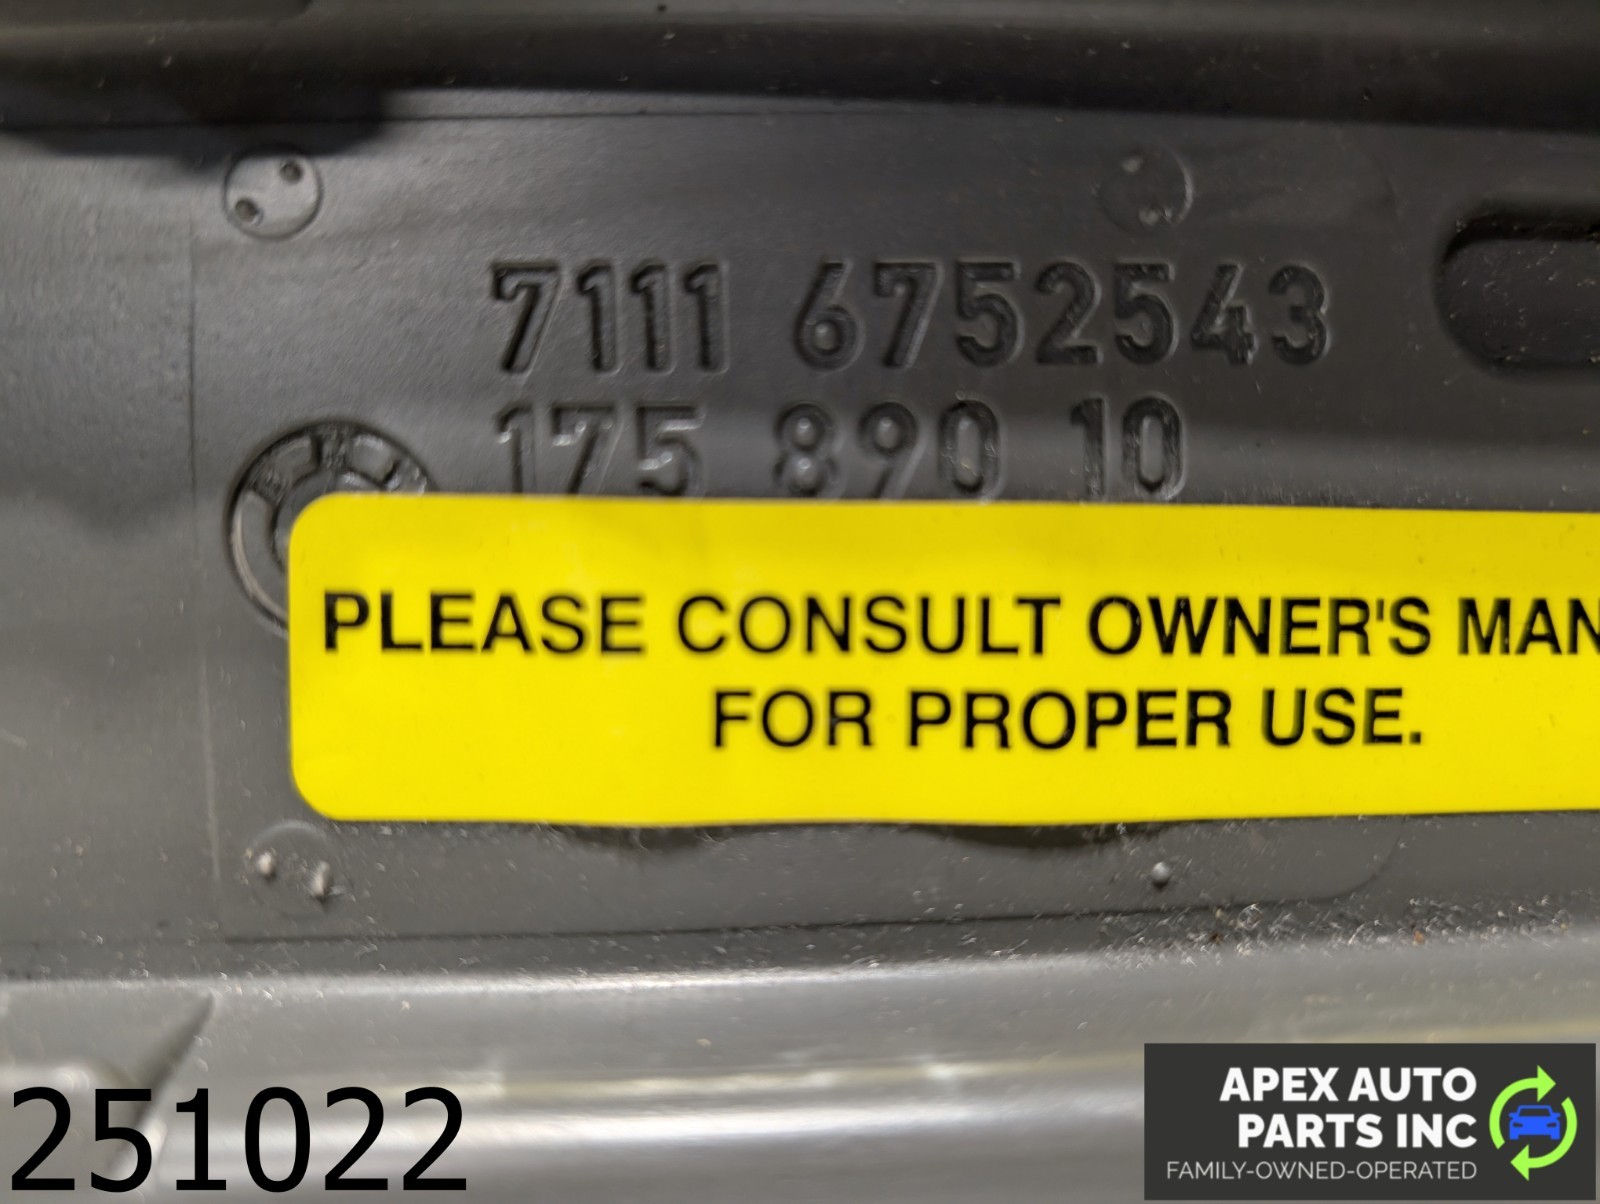 7111 6752543
175 890 10
PLEASE CONSULT OWNER'S
FOR PROPER USE.
251022
APEX AUTO
PARTS INC
FAMILY-OWNED-OPERATED